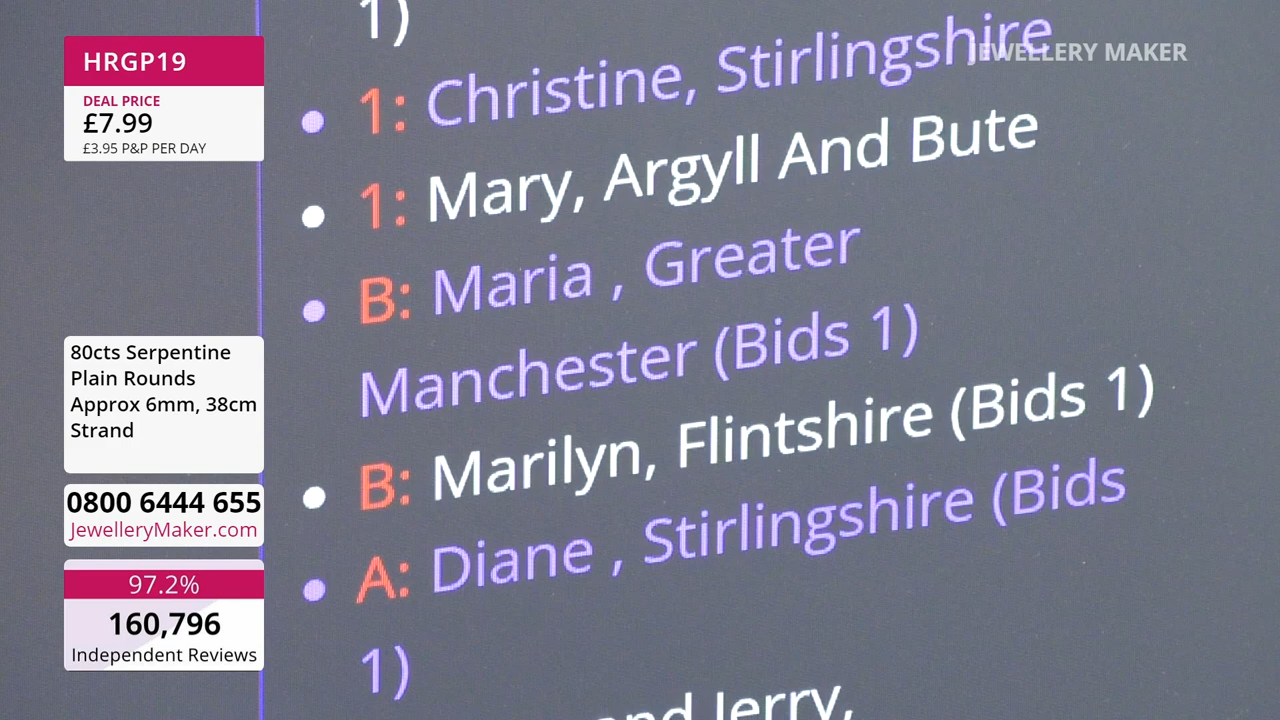 HRGP19
DEAL PRICE
£7.99
£3.95 P&P PER DAY
80cts Serpentine
Plain Rounds
Approx 6mm, 38cm
Strand
0800 6444 655
JewelleryMaker.com
97.2%
160,796
Independent Reviews
JEWELLERY MAKER
1)
1: Christine, Stirlingshire
1: Mary, Argyll And Bute
B: Maria , Greater
Manchester (Bids 1)
B: Marilyn, Flintshire (Bids 1)
A: Diane , Stirlingshire (Bids
1)
and Jerry,